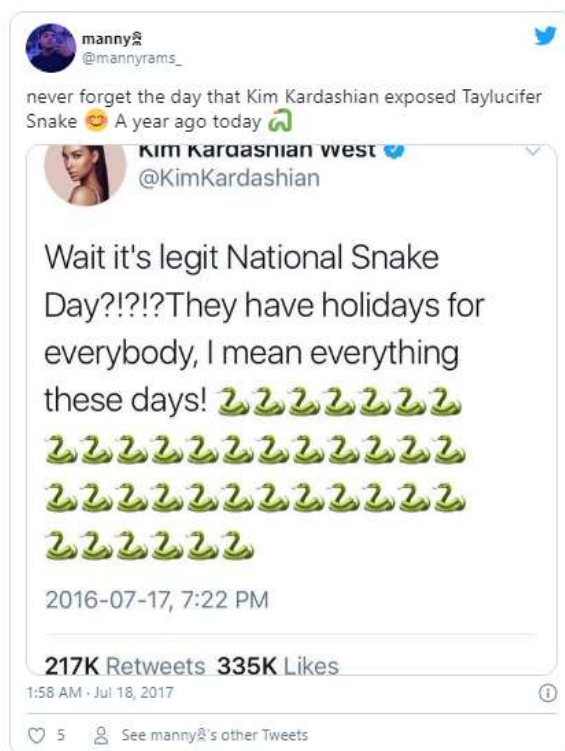 manny🎗
@mannyrams_
never forget the day that Kim Kardashian exposed Taylucifer
Snake 😊 A year ago today 🐍
Kim Kardashian West
@KimKardashian
Wait it's legit National Snake
Day?!?!?They have holidays for
everybody, I mean everything
these days! 🐍🐍🐍🐍🐍🐍🐍
🐍🐍🐍🐍🐍🐍🐍🐍🐍🐍🐍🐍
🐍🐍🐍🐍🐍🐍🐍🐍🐍🐍🐍🐍
🐍🐍🐍🐍🐍🐍
2016-07-17, 7:22 PM
217K Retweets 335K Likes
1:58 AM · Jul 18, 2017
5 See manny🎗's other Tweets